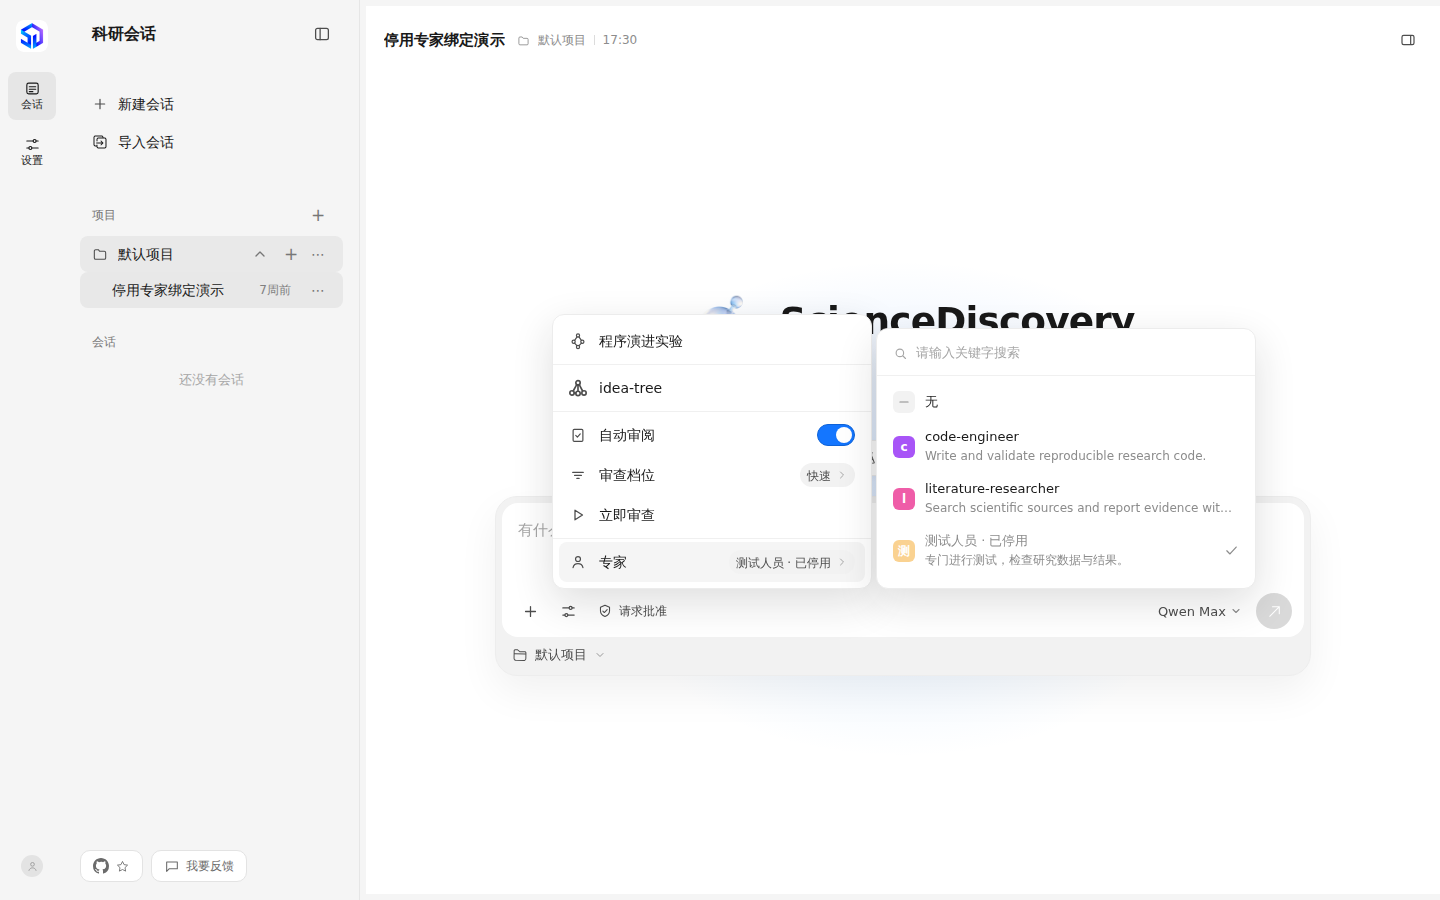 科研会话
会话
设置
新建会话
导入会话
项目
默认项目
停用专家绑定演示
7周前
会话
还没有会话
我要反馈
停用专家绑定演示
默认项目
17:30
ScienceDiscovery
程序演进实验
idea-tree
自动审阅
审查档位
快速
立即审查
专家
测试人员 · 已停用
请输入关键字搜索
无
c
code-engineer
Write and validate reproducible research code.
l
literature-researcher
Search scientific sources and report evidence wit...
测
测试人员 · 已停用
专门进行测试，检查研究数据与结果。
有什
请求批准
Qwen Max
默认项目